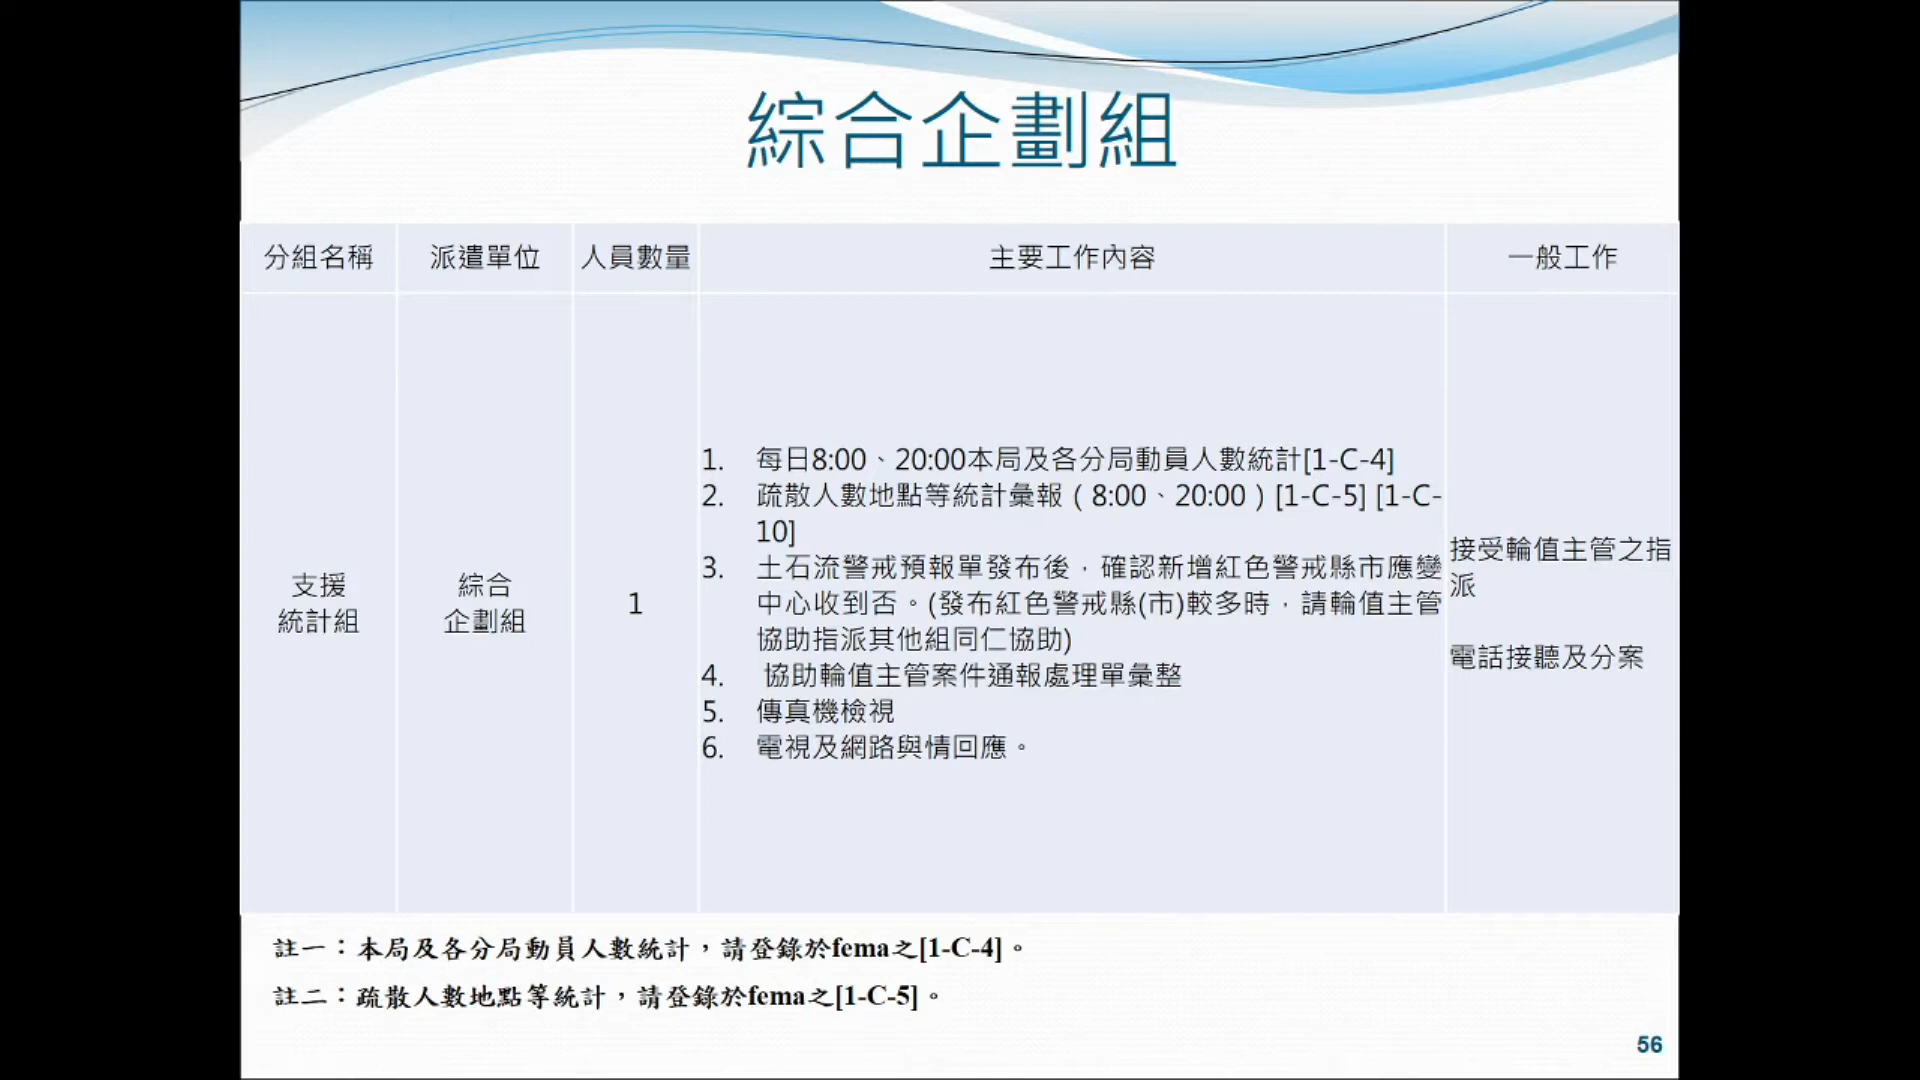 綜合企劃組
分組名稱 派遣單位 人員數量 主要工作內容 一般工作
支援
統計組
綜合
企劃組
1
1. 每日8:00、20:00本局及各分局動員人數統計[1-C-4]
2. 疏散人數地點等統計彙報（8:00、20:00）[1-C-5] [1-C-
10]
3. 土石流警戒預報單發布後，確認新增紅色警戒縣市應變
中心收到否。(發布紅色警戒縣(市)較多時，請輪值主管
協助指派其他組同仁協助)
4. 協助輪值主管案件通報處理單彙整
5. 傳真機檢視
6. 電視及網路與情回應。
接受輪值主管之指
派
電話接聽及分案
註一：本局及各分局動員人數統計，請登錄於fema之[1-C-4]。
註二：疏散人數地點等統計，請登錄於fema之[1-C-5]。
56